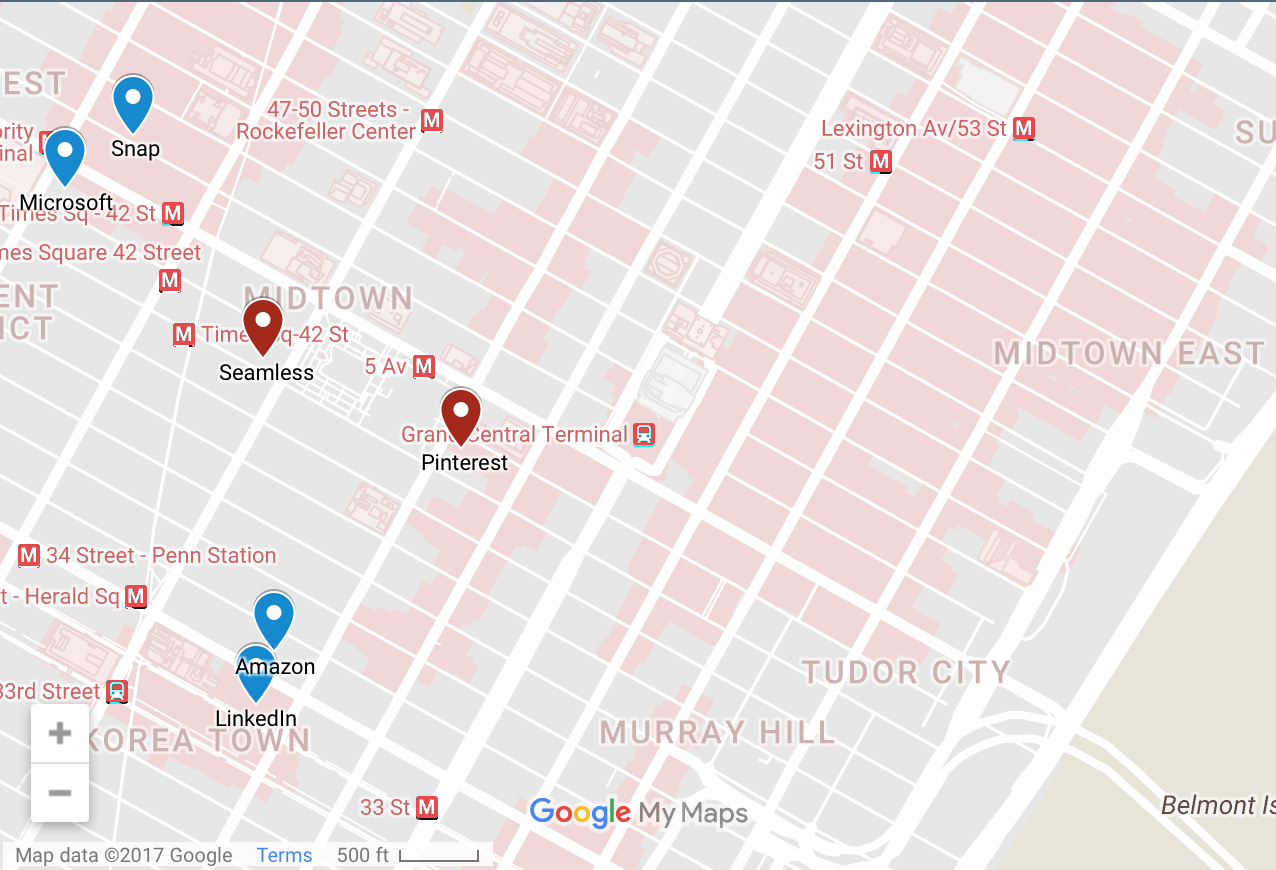 EST
Snap
47-50 Streets -
Rockefeller Center
M
Lexington Av/53 St M
51 St M
SU
ority
inal
Microsoft
Times Sq - 42 St M
mes Square 42 Street
M
ENT
ICT
MIDTOWN
M Times Sq-42 St
Seamless
5 Av M
MIDTOWN EAST
Grand Central Terminal
Pinterest
M 34 Street - Penn Station
t - Herald Sq M
Amazon
33rd Street
LinkedIn
KOREA TOWN
TUDOR CITY
MURRAY HILL
33 St M
Google My Maps
Belmont Is
+
−
Map data ©2017 Google Terms 500 ft